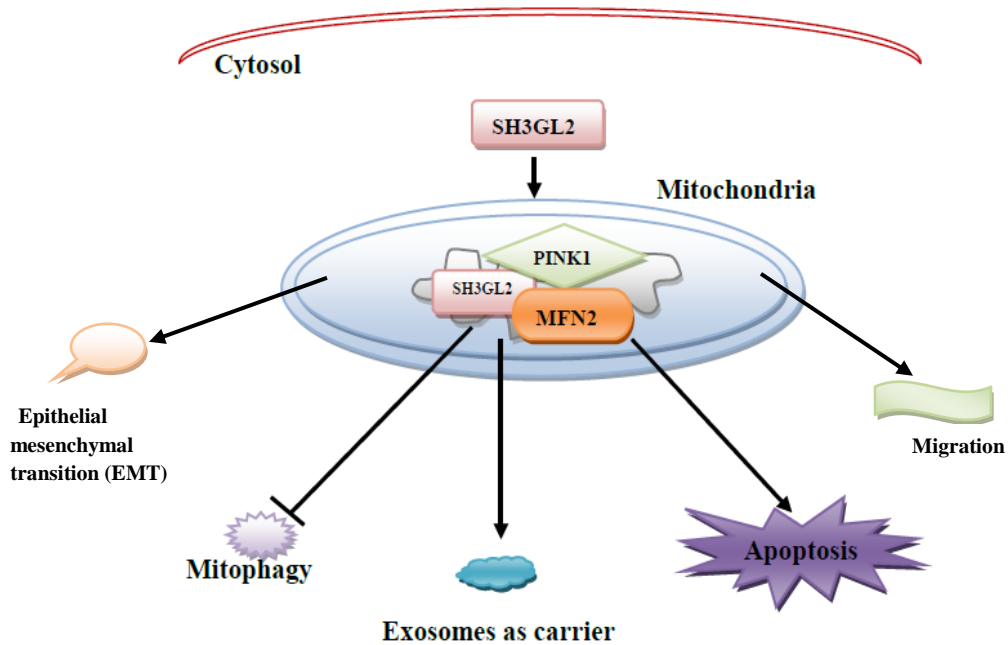 Cytosol
SH3GL2
Mitochondria
PINK1
SH3GL2
MFN2
Epithelial
mesenchymal
transition (EMT)
Migration
Mitophagy
Apoptosis
Exosomes as carrier